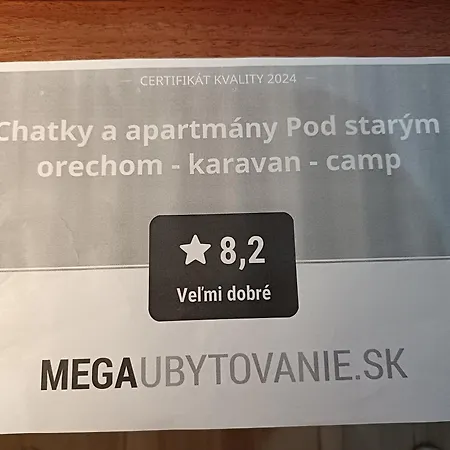 CERTIFIKÁT KVALITY 2024
Chatky a apartmány Pod starým
orechom - karavan - camp
★ 8,2
Veľmi dobré
MEGAUBYTOVANIE.SK